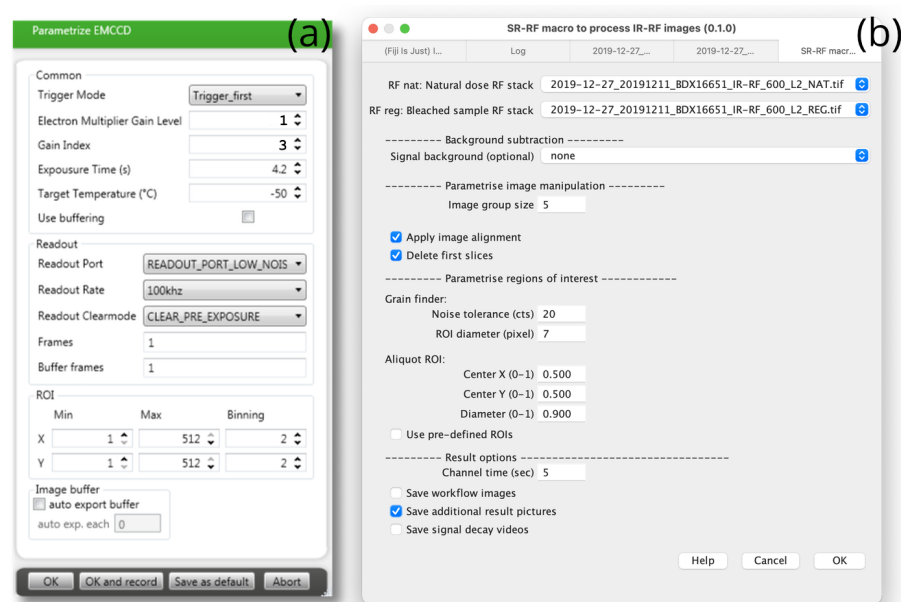 Parametrize EMCCD
(a)
Common
Trigger Mode Trigger_first
Electron Multiplier Gain Level 1
Gain Index 3
Expousure Time (s) 4.2
Target Temperature (°C) -50
Use buffering
Readout
Readout Port READOUT_PORT_LOW_NOIS
Readout Rate 100khz
Readout Clearmode CLEAR_PRE_EXPOSURE
Frames 1
Buffer frames 1
ROI
Min Max Binning
X 1 512 2
Y 1 512 2
Image buffer
auto export buffer
auto exp. each 0
OK OK and record Save as default Abort
SR-RF macro to process IR-RF images (0.1.0)
(b)
(Fiji Is Just) I... Log 2019-12-27_... 2019-12-27_... SR-RF macr...
RF nat: Natural dose RF stack 2019-12-27_20191211_BDX16651_IR-RF_600_L2_NAT.tif
RF reg: Bleached sample RF stack 2019-12-27_20191211_BDX16651_IR-RF_600_L2_REG.tif
--------- Background subtraction ---------
Signal background (optional) none
--------- Parametrise image manipulation ---------
Image group size 5
Apply image alignment
Delete first slices
--------- Parametrise regions of interest ------------
Grain finder:
Noise tolerance (cts) 20
ROI diameter (pixel) 7
Aliquot ROI:
Center X (0-1) 0.500
Center Y (0-1) 0.500
Diameter (0-1) 0.900
Use pre-defined ROIs
--------- Result options ---------------------------------
Channel time (sec) 5
Save workflow images
Save additional result pictures
Save signal decay videos
Help Cancel OK